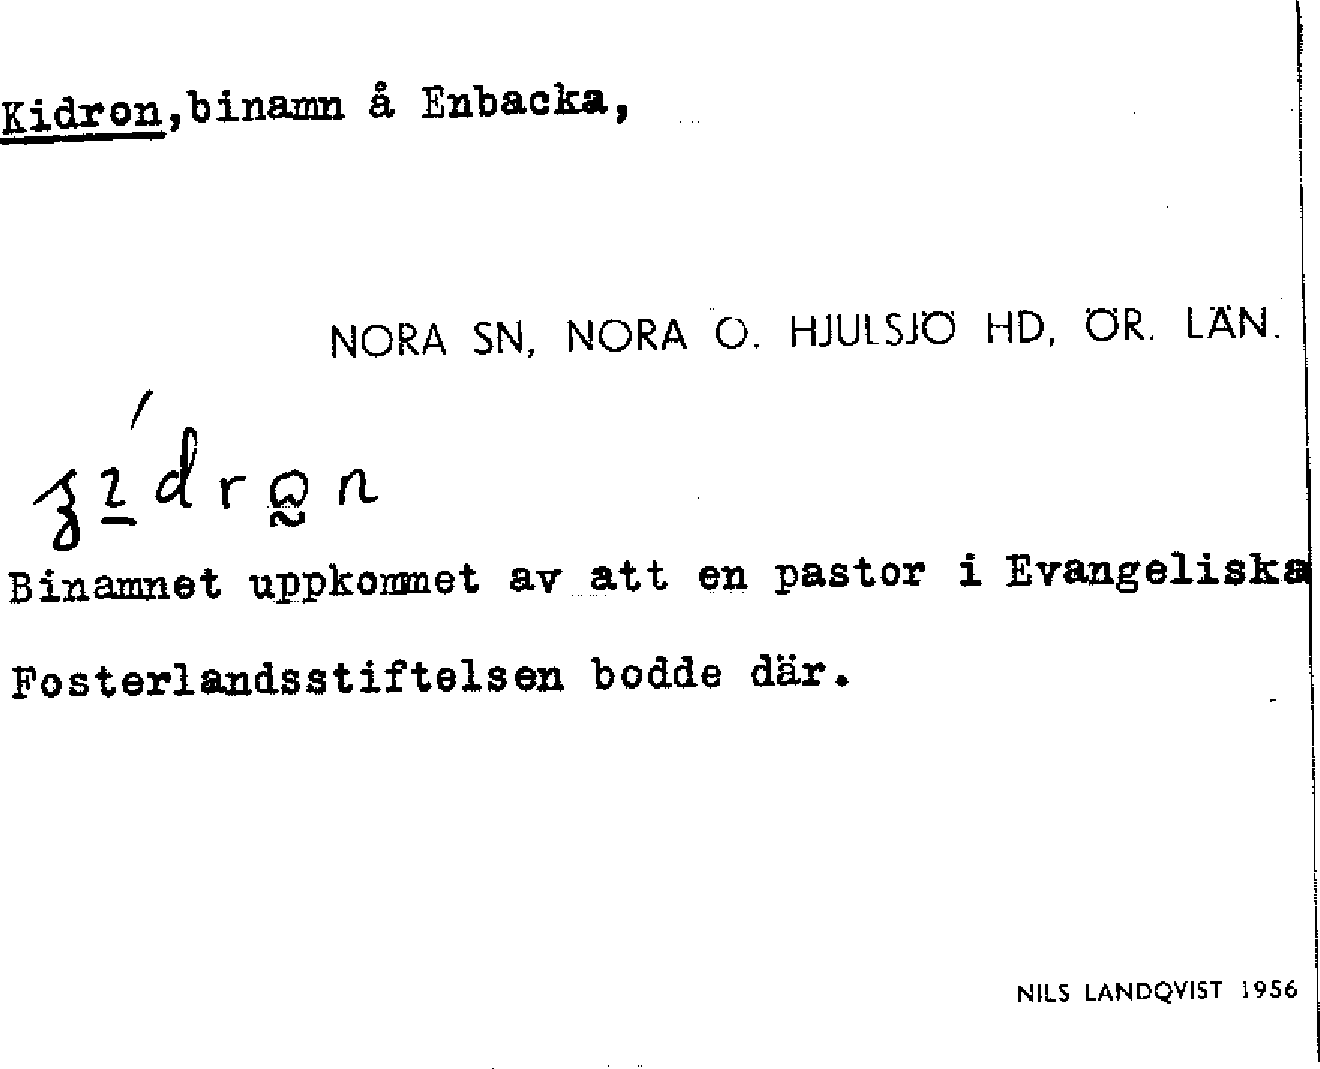 Kidron,binamn å Enbacka,
NORA SN, NORA O. HJULSJÖ HD, ÖR. LÄN.
Binamnet uppkommet av att en pastor i Evangeliska
Fosterlandsstiftelsen bodde där.
NILS LANDQVIST 1956